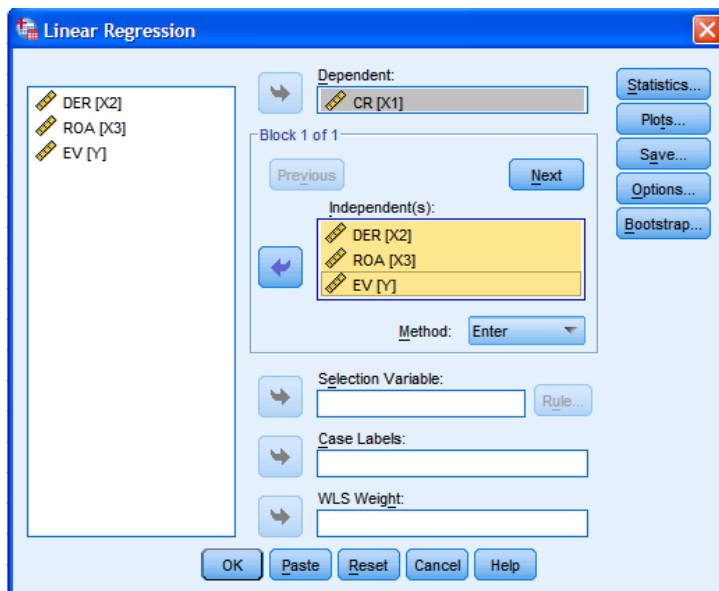 Linear Regression
DER [X2]
ROA [X3]
EV [Y]
Dependent:
CR [X1]
Block 1 of 1
Previous
Next
Independent(s):
DER [X2]
ROA [X3]
EV [Y]
Method:
Enter
Selection Variable:
Rule...
Case Labels:
WLS Weight:
Statistics...
Plots...
Save...
Options...
Bootstrap...
OK
Paste
Reset
Cancel
Help